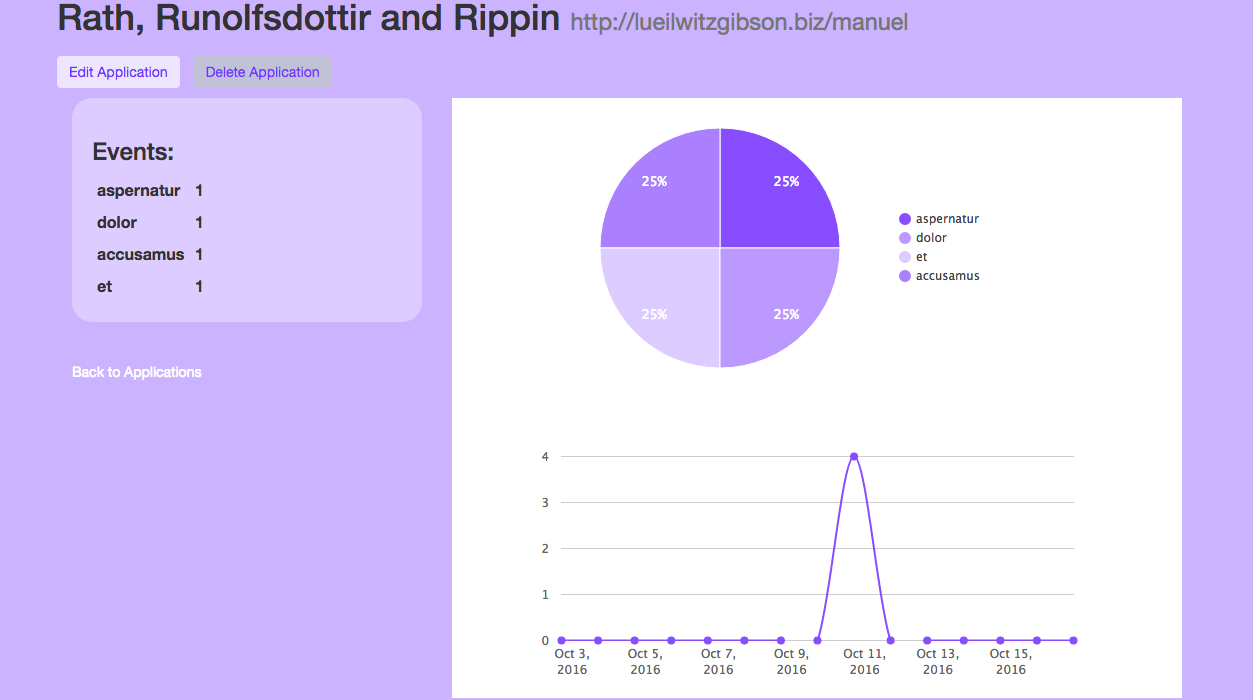 Rath, Runolfsdottir and Rippin http://lueilwitzgibson.biz/manuel
Edit Application Delete Application
Events:
aspernatur 1
dolor 1
accusamus 1
et 1
Back to Applications
25% 25%
25% 25%
aspernatur
dolor
et
accusamus
4
3
2
1
0
Oct 3, 2016
Oct 5, 2016
Oct 7, 2016
Oct 9, 2016
Oct 11, 2016
Oct 13, 2016
Oct 15, 2016